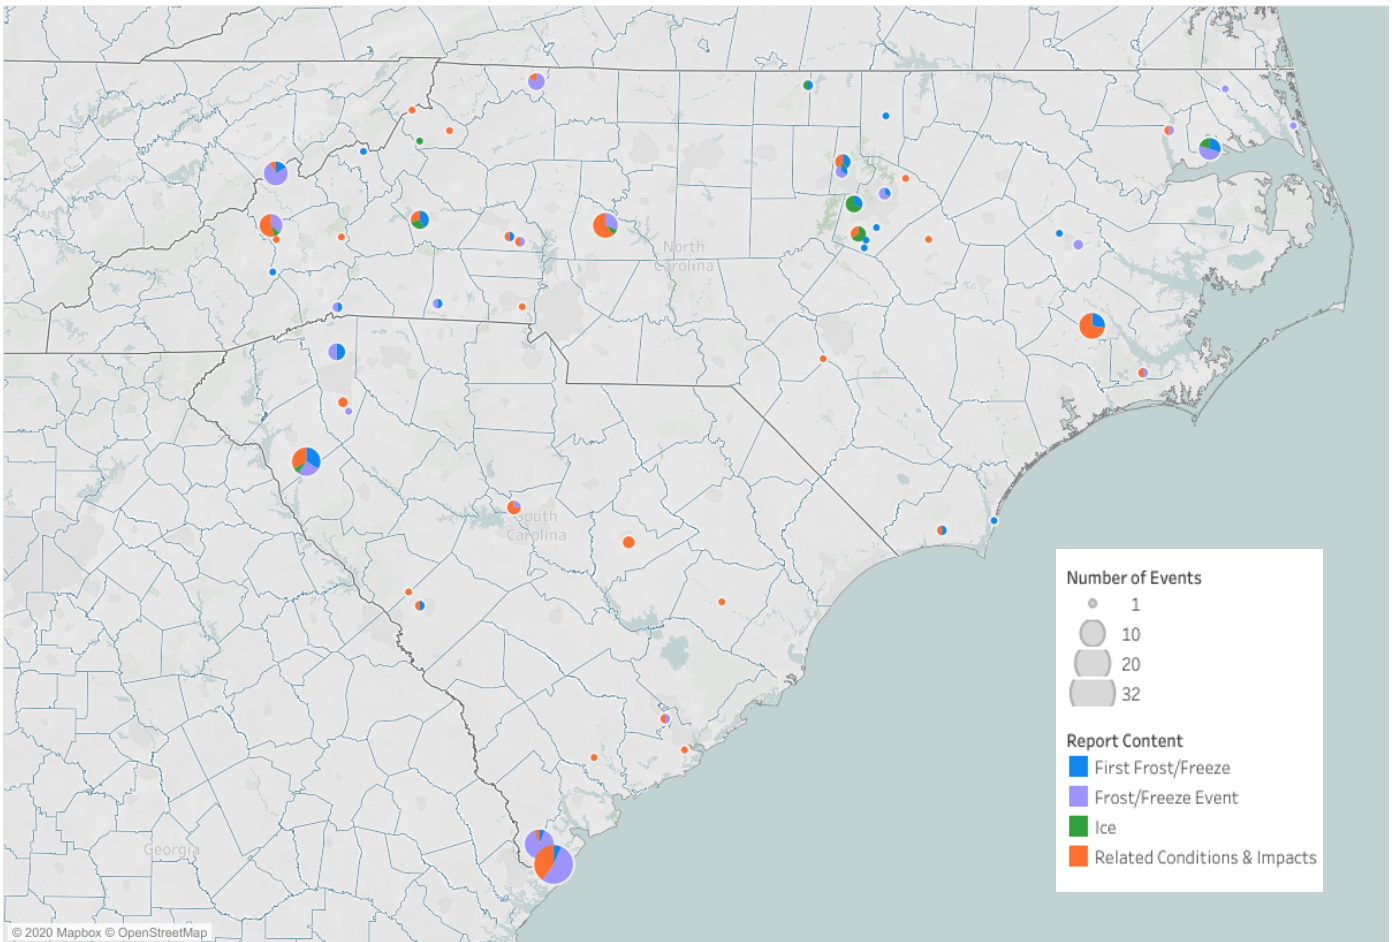 North
Carolina
South
Carolina
Number of Events
1
10
20
32
Report Content
First Frost/Freeze
Frost/Freeze Event
Ice
Related Conditions & Impacts
Georgia
© 2020 Mapbox © OpenStreetMap